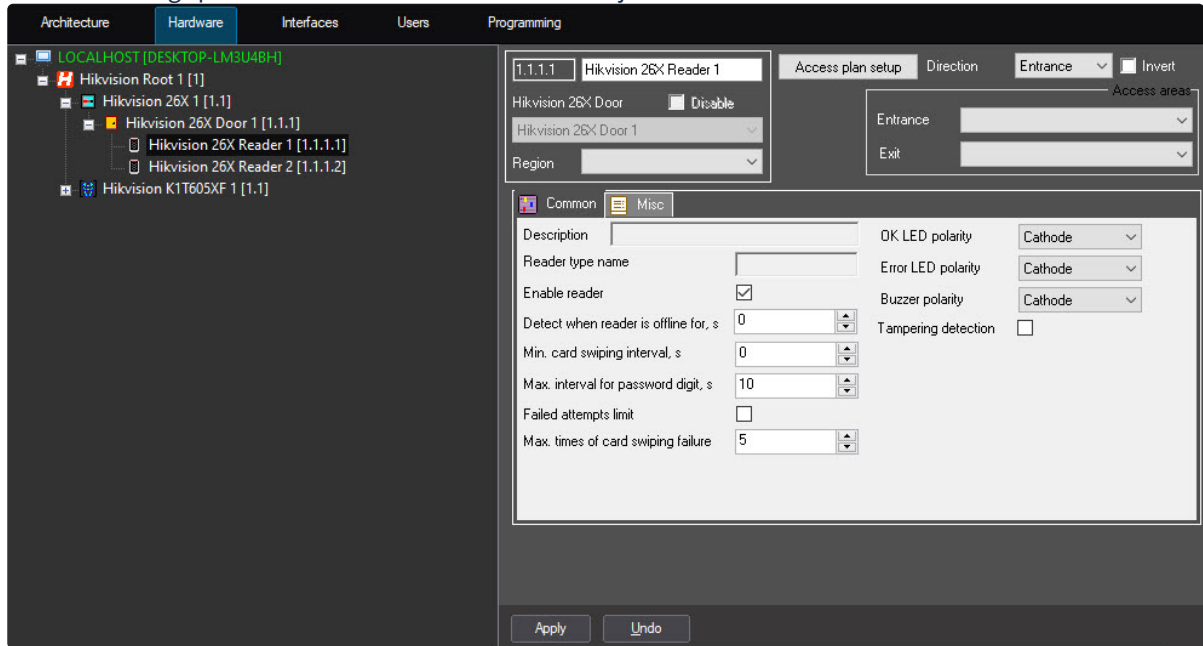 Architecture Hardware Interfaces Users Programming
LOCALHOST [DESKTOP-LM3U4BH]
Hikvision Root 1 [1]
Hikvision 26X 1 [1.1]
Hikvision 26X Door 1 [1.1.1]
Hikvision 26X Reader 1 [1.1.1.1]
Hikvision 26X Reader 2 [1.1.1.2]
Hikvision K1T605XF 1 [1.1]
1.1.1.1 Hikvision 26X Reader 1 Access plan setup Direction Entrance Invert
Hikvision 26X Door Disable
Hikvision 26X Door 1
Region
Access areas
Entrance
Exit
Common Misc
Description
Reader type name
Enable reader
Detect when reader is offline for, s 0
Min. card swiping interval, s 0
Max. interval for password digit, s 10
Failed attempts limit
Max. times of card swiping failure 5
OK LED polarity Cathode
Error LED polarity Cathode
Buzzer polarity Cathode
Tampering detection
Apply Undo